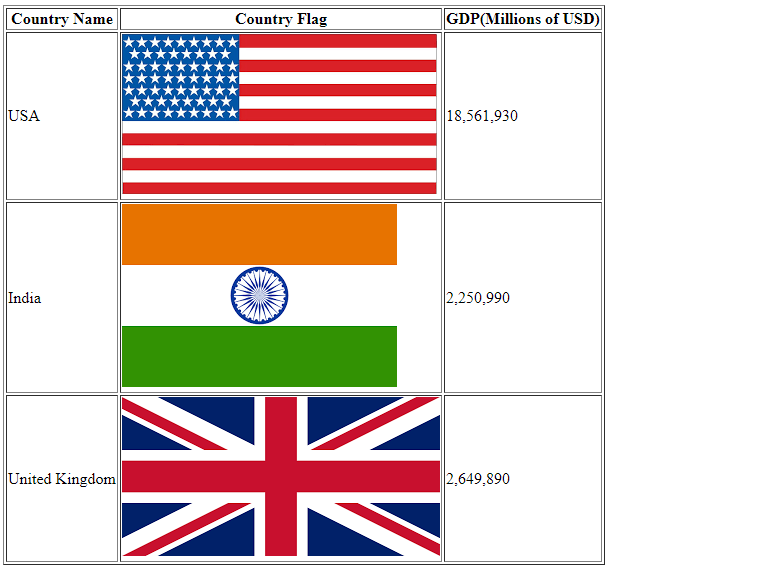 Country Name Country Flag GDP(Millions of USD)
USA 18,561,930
India 2,250,990
United Kingdom 2,649,890